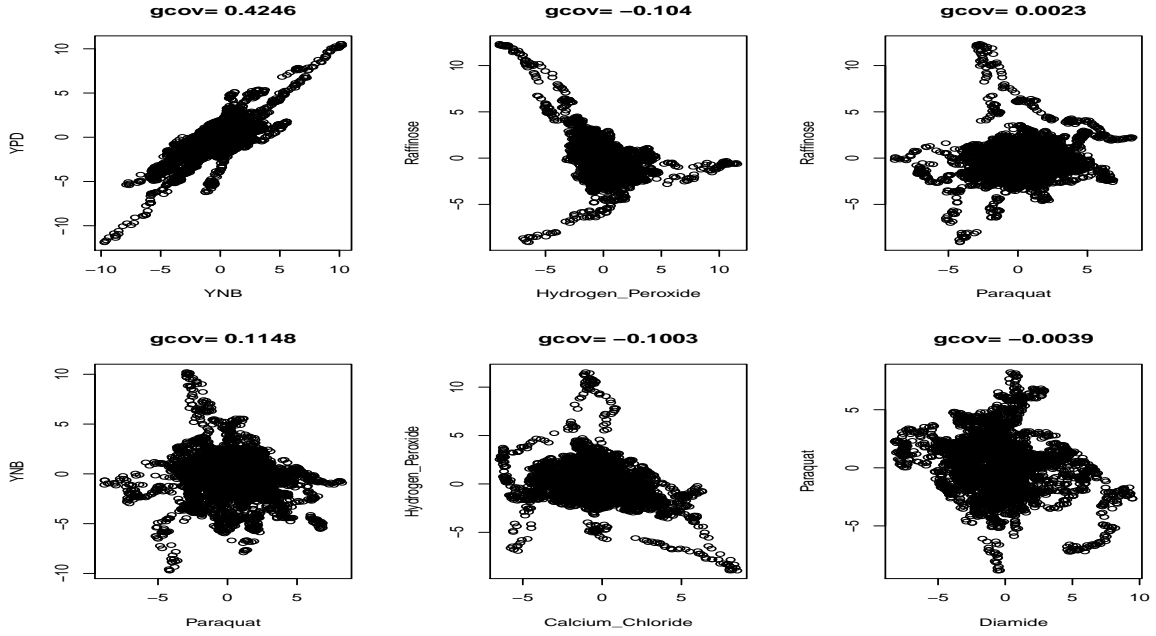 gcov= 0.4246
10
5
0
−5
−10
YPD
−10 −5 0 5 10
YNB
gcov= −0.104
10
5
0
−5
Raffinose
−5 0 5 10
Hydrogen_Peroxide
gcov= 0.0023
10
5
0
−5
Raffinose
−5 0 5
Paraquat
gcov= 0.1148
10
5
0
−5
−10
YNB
−5 0 5
Paraquat
gcov= −0.1003
10
5
0
−5
Hydrogen_Peroxide
−5 0 5
Calcium_Chloride
gcov= −0.0039
5
0
−5
Paraquat
−5 0 5 10
Diamide